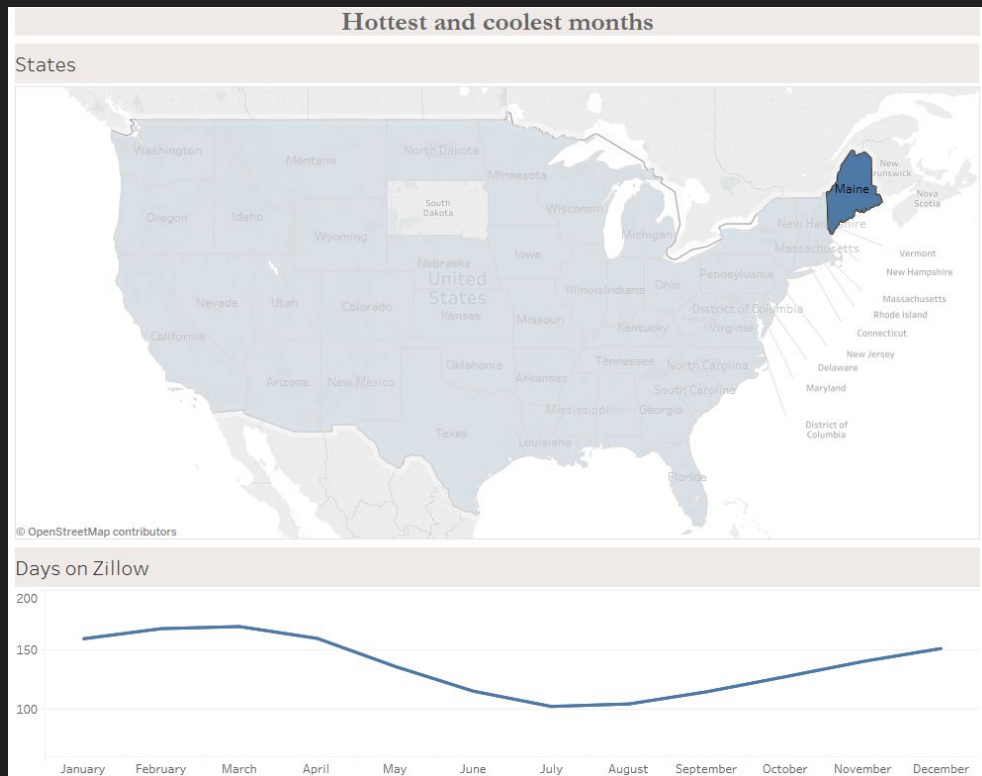 Hottest and coolest months
States
Washington
Montana
North Dakota
Minnesota
Oregon
Idaho
South
Dakota
Wisconsin
Wyoming
Michigan
Maine
New
Brunswick
Nova
Scotia
New Hampshire
Massachusetts
Vermont
New Hampshire
Massachusetts
Rhode Island
Connecticut
New Jersey
Delaware
Maryland
District of
Columbia
Nebraska
Iowa
United
States
Illinois Indiana
Ohio
Pennsylvania
Nevada
Utah
Colorado
Kansas
Missouri
Kentucky
District of Columbia
Virginia
California
Arizona
New Mexico
Oklahoma
Arkansas
Tennessee
North Carolina
South Carolina
Mississippi
Georgia
Texas
Louisiana
Florida
© OpenStreetMap contributors
Days on Zillow
200
150
100
January February March April May June July August September October November December